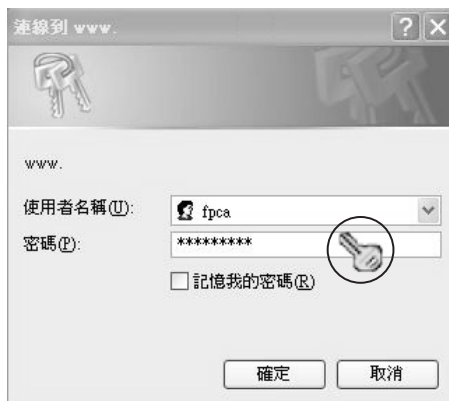 連線到 www.
www.
使用者名稱(U):
fpca
密碼(P):
*********
記憶我的密碼(R)
確定
取消